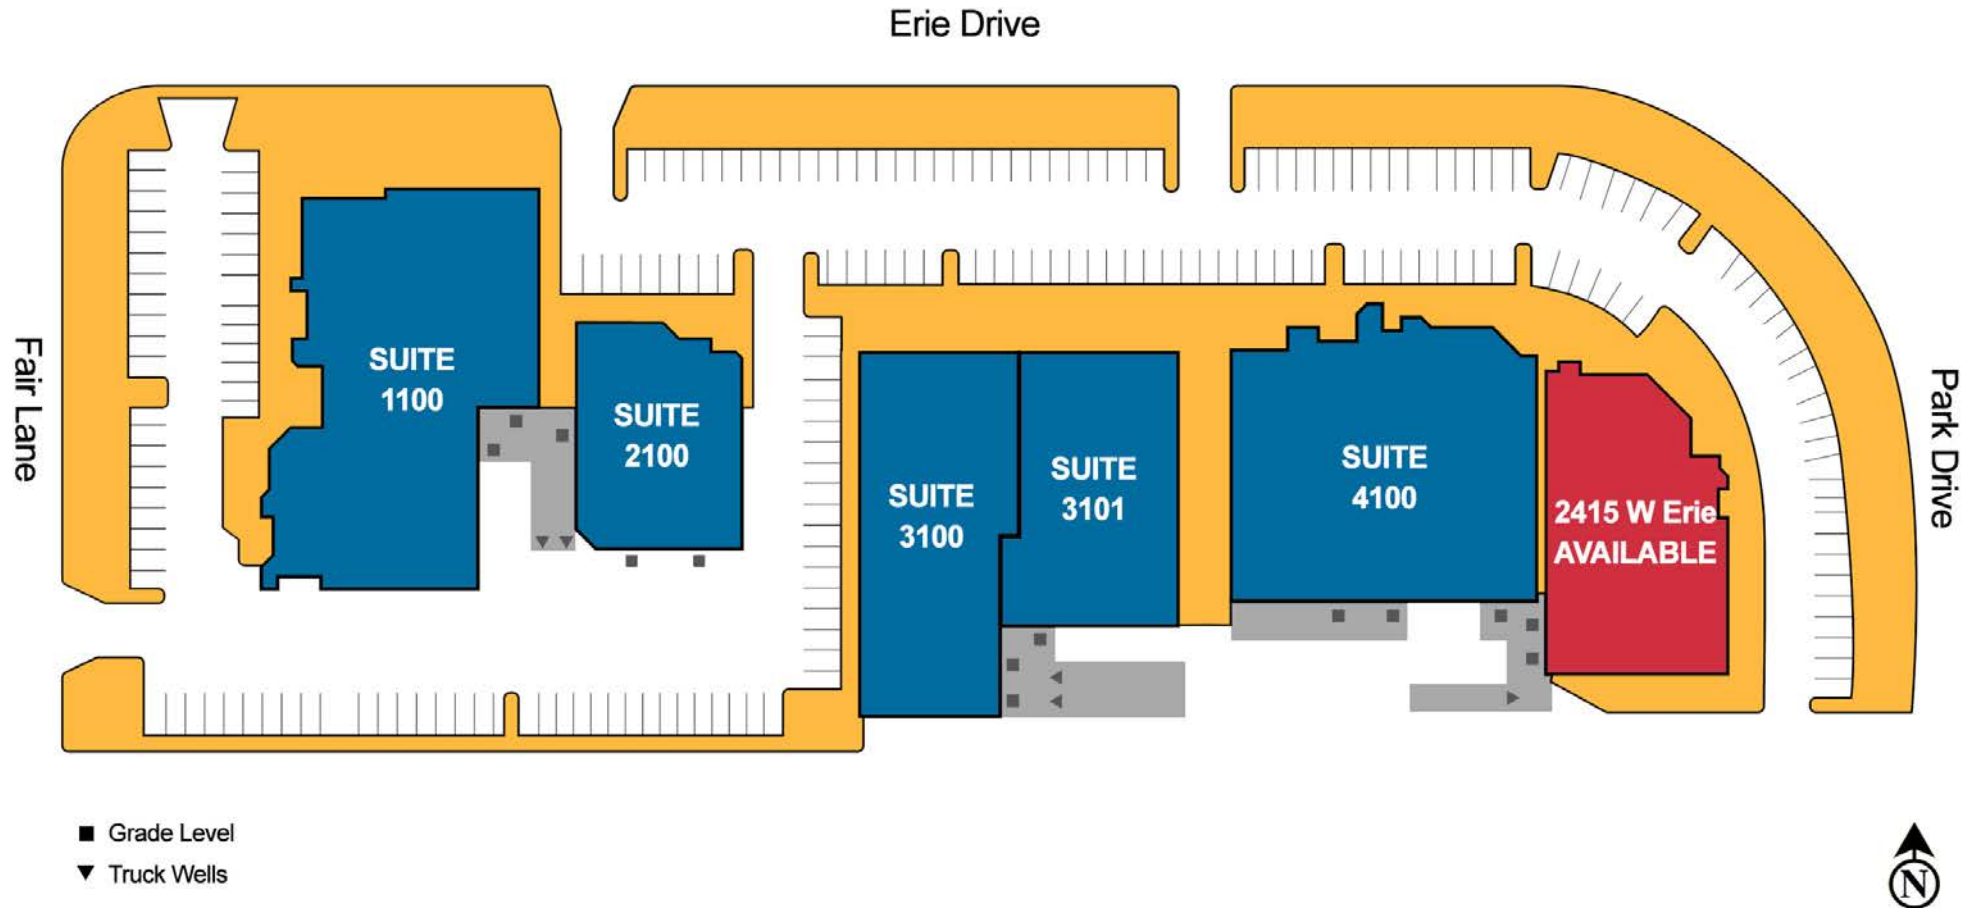 Erie Drive
Fair Lane
SUITE
1100
SUITE
2100
SUITE
3100
SUITE
3101
SUITE
4100
2415 W Erie
AVAILABLE
Park Drive
Grade Level
Truck Wells
N